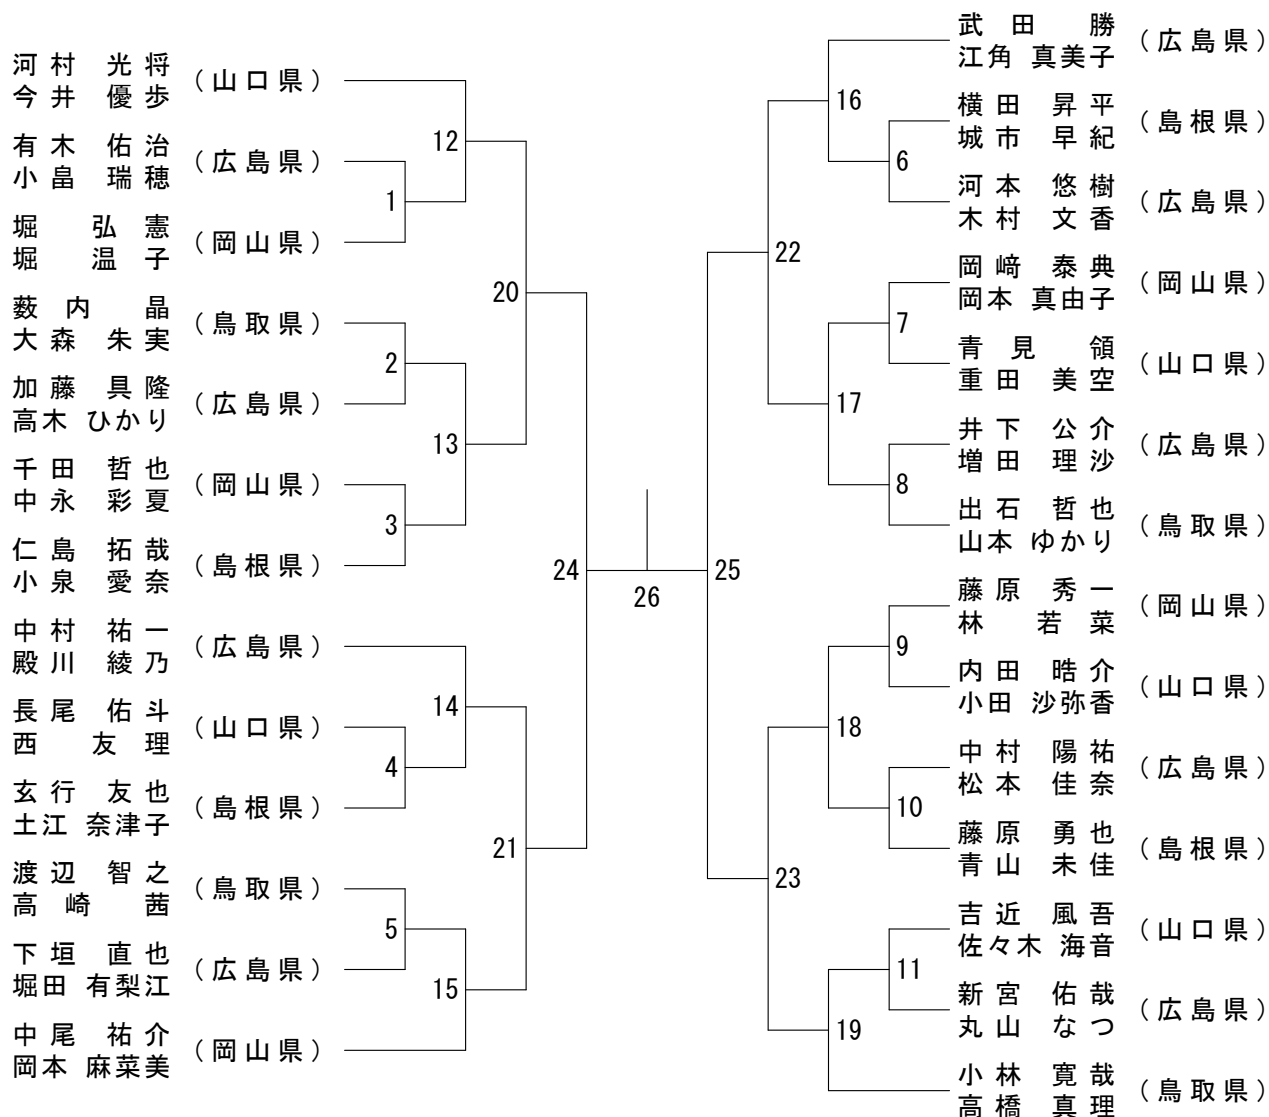 河村 光将
今井 優歩
(山口県)
有木 佑治
小畠 瑞穂
(広島県)
堀 弘憲
堀 温子
(岡山県)
薮内 晶
大森 朱実
(鳥取県)
加藤 具隆
高木 ひかり
(広島県)
千田 哲也
中永 彩夏
(岡山県)
仁島 拓哉
小泉 愛奈
(島根県)
中村 祐一
殿川 綾乃
(広島県)
長尾 佑斗
西 友理
(山口県)
玄行 友也
土江 奈津子
(島根県)
渡辺 智之
高崎 茜
(鳥取県)
下垣 直也
堀田 有梨江
(広島県)
中尾 祐介
岡本 麻菜美
(岡山県)
1
2
3
4
5
12
13
14
15
20
21
24
26
25
22
23
16
17
18
19
6
7
8
9
10
11
武田 勝
江角 真美子
(広島県)
横田 昇平
城市 早紀
(島根県)
河本 悠樹
木村 文香
(広島県)
岡﨑 泰典
岡本 真由子
(岡山県)
青見 領
重田 美空
(山口県)
井下 公介
増田 理沙
(広島県)
出石 哲也
山本 ゆかり
(鳥取県)
藤原 秀一
林 若菜
(岡山県)
内田 晧介
小田 沙弥香
(山口県)
中村 陽祐
松本 佳奈
(広島県)
藤原 勇也
青山 未佳
(島根県)
吉近 風吾
佐々木 海音
(山口県)
新宮 佑哉
丸山 なつ
(広島県)
小林 寛哉
高橋 真理
(鳥取県)